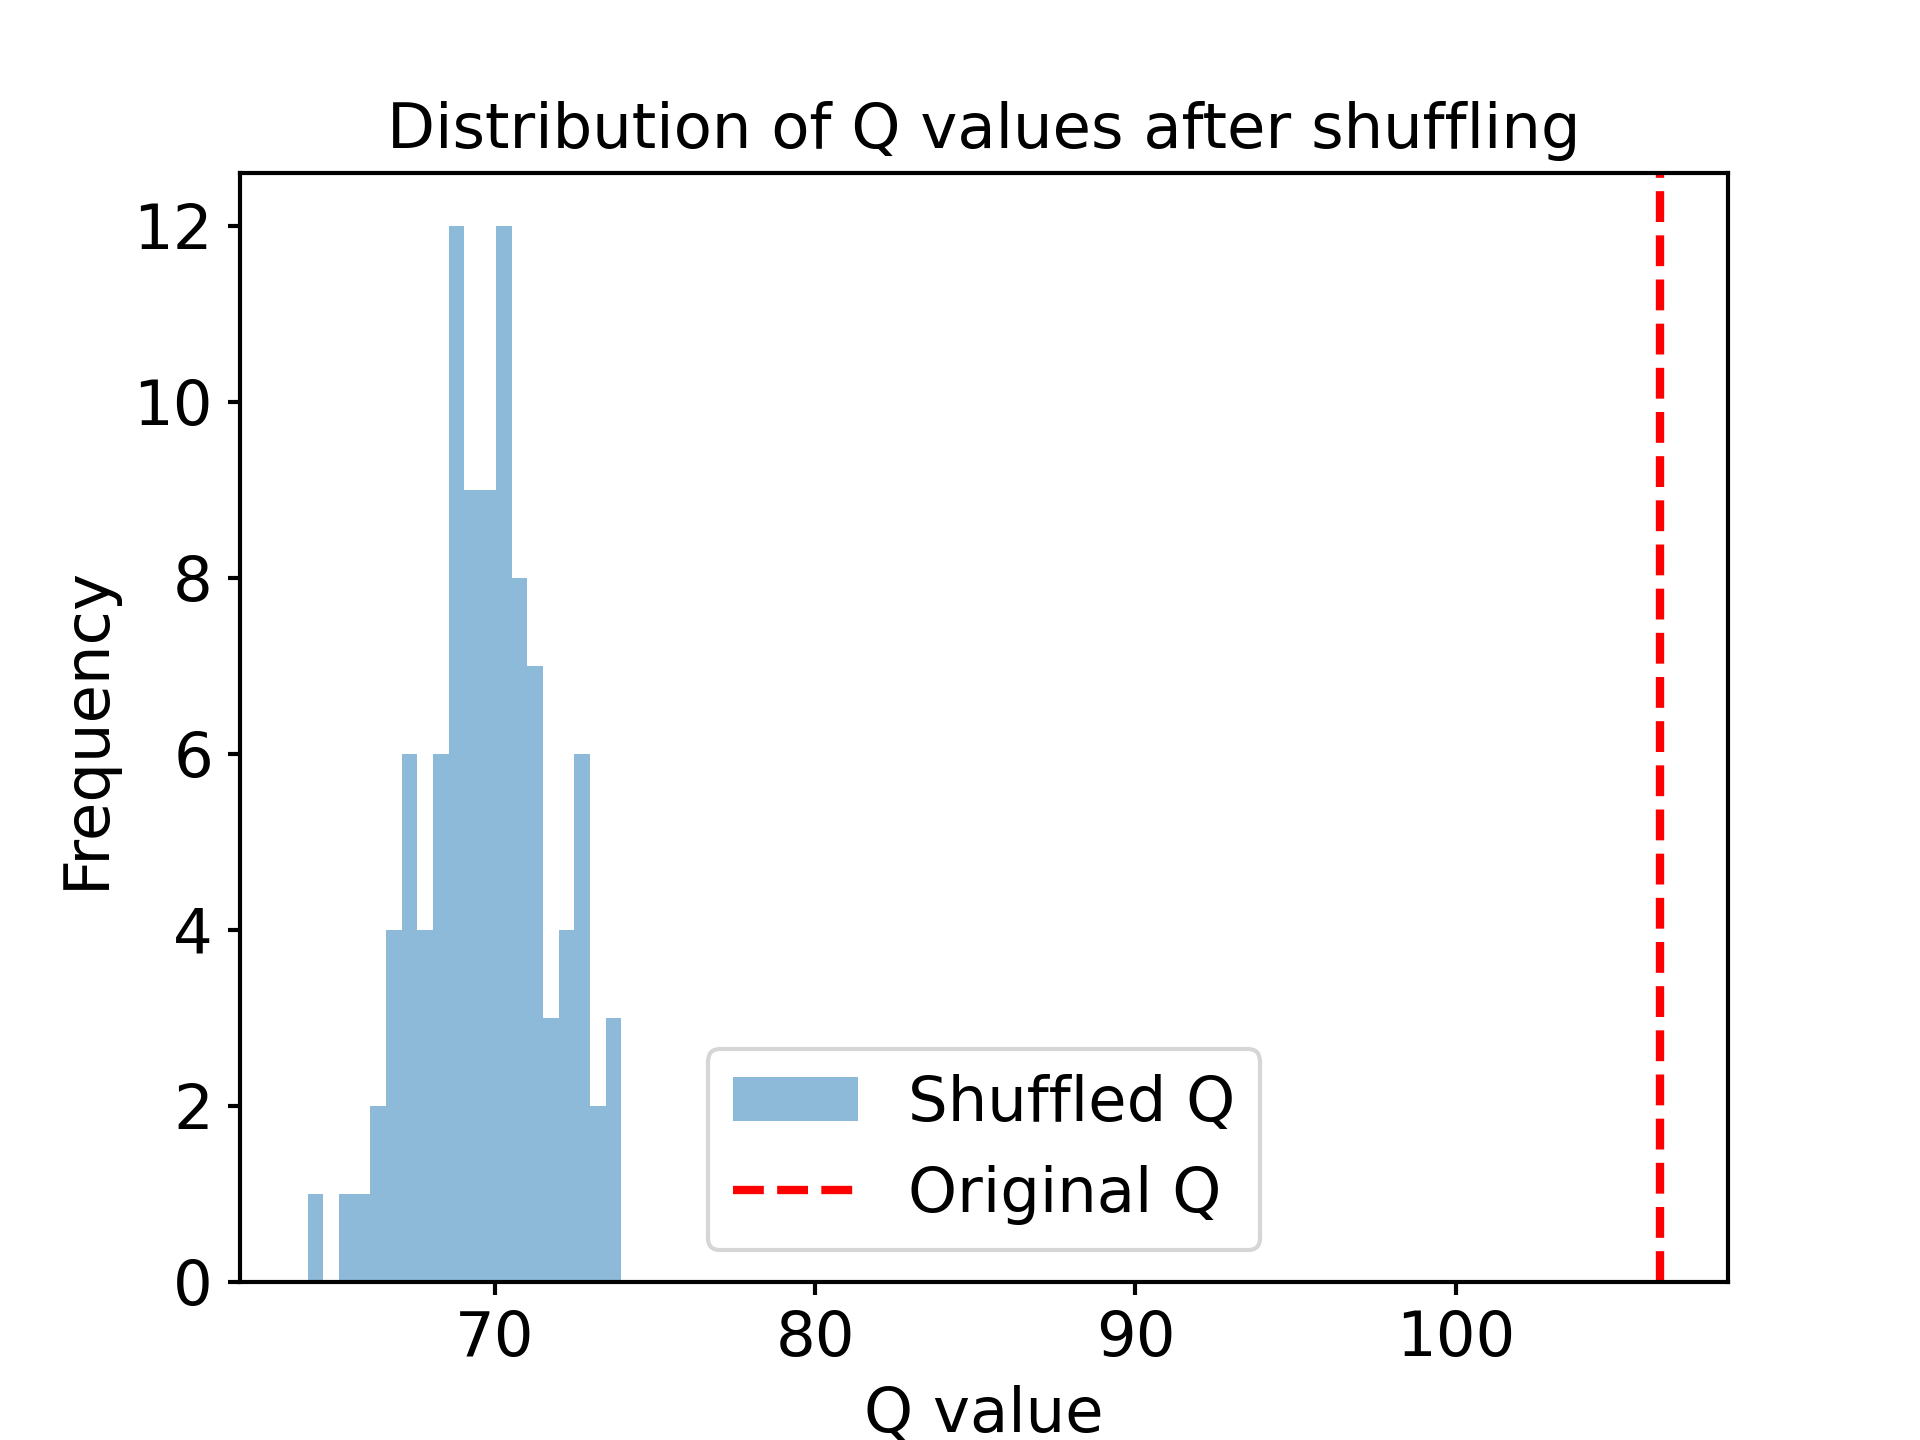 Distribution of Q values after shuffling
12
10
8
6
4
2
0
Frequency
Shuffled Q
Original Q
70 80 90 100
Q value